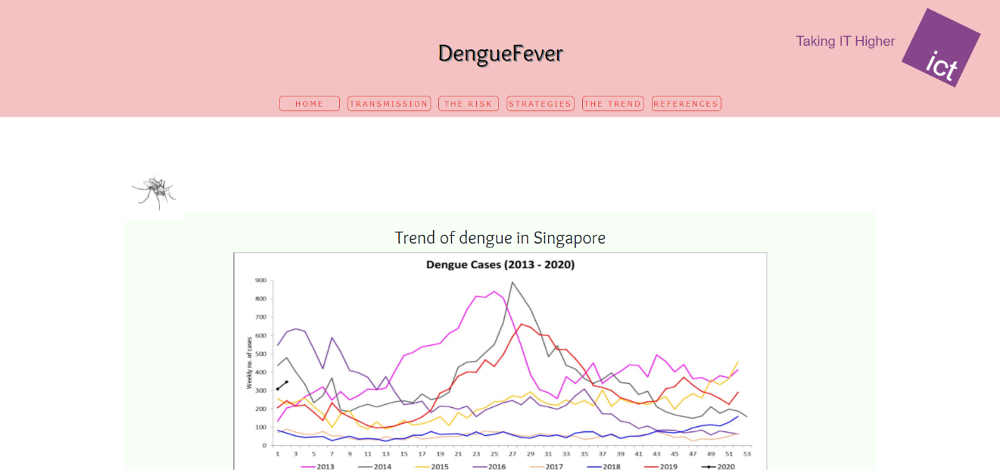 Taking IT Higher
ict
DengueFever
HOME TRANSMISSION THE RISK STRATEGIES THE TREND REFERENCES
Trend of dengue in Singapore
Dengue Cases (2013 - 2020)
Weekly no. of cases
900
800
700
600
500
400
300
200
100
0
1 3 5 7 9 11 13 15 17 19 21 23 25 27 29 31 33 35 37 39 41 43 45 47 49 51 53
2013 2014 2015 2016 2017 2018 2019 2020